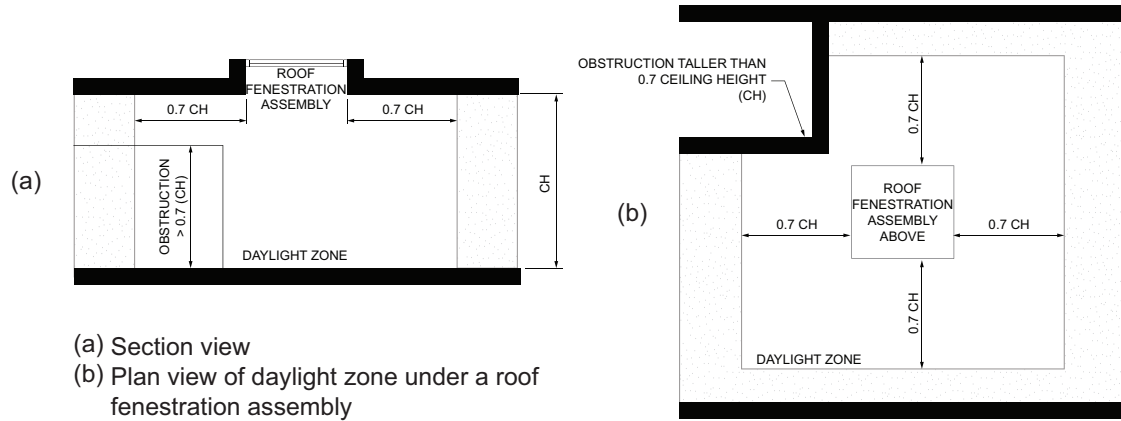 ROOF
FENESTRATION
ASSEMBLY
0.7 CH
0.7 CH
(a)
OBSTRUCTION
> 0.7 (CH)
CH
DAYLIGHT ZONE
(a) Section view
(b) Plan view of daylight zone under a roof
fenestration assembly
OBSTRUCTION TALLER THAN
0.7 CEILING HEIGHT
(CH)
0.7 CH
(b)
ROOF
FENESTRATION
ASSEMBLY
ABOVE
0.7 CH
0.7 CH
0.7 CH
DAYLIGHT ZONE